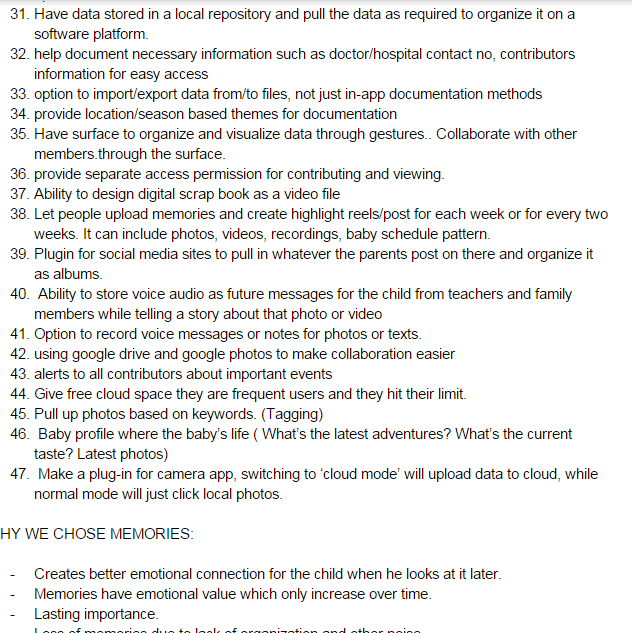 31. Have data stored in a local repository and pull the data as required to organize it on a
software platform.
32. help document necessary information such as doctor/hospital contact no, contributors
information for easy access
33. option to import/export data from/to files, not just in-app documentation methods
34. provide location/season based themes for documentation
35. Have surface to organize and visualize data through gestures.. Collaborate with other
members.through the surface.
36. provide separate access permission for contributing and viewing.
37. Ability to design digital scrap book as a video file
38. Let people upload memories and create highlight reels/post for each week or for every two
weeks. It can include photos, videos, recordings, baby schedule pattern.
39. Plugin for social media sites to pull in whatever the parents post on there and organize it
as albums.
40. Ability to store voice audio as future messages for the child from teachers and family
members while telling a story about that photo or video
41. Option to record voice messages or notes for photos or texts.
42. using google drive and google photos to make collaboration easier
43. alerts to all contributors about important events
44. Give free cloud space they are frequent users and they hit their limit.
45. Pull up photos based on keywords. (Tagging)
46. Baby profile where the baby's life ( What's the latest adventures? What's the current
taste? Latest photos)
47. Make a plug-in for camera app, switching to 'cloud mode' will upload data to cloud, while
normal mode will just click local photos.
HY WE CHOSE MEMORIES:
- Creates better emotional connection for the child when he looks at it later.
- Memories have emotional value which only increase over time.
- Lasting importance.
- Loss of memories due to lack of organization and other